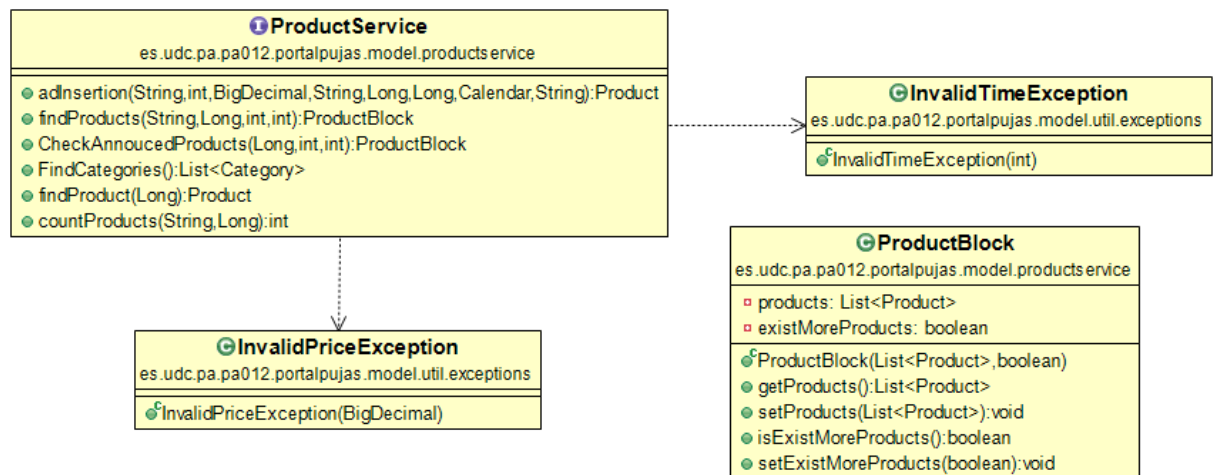 ProductService
es.udc.pa.pa012.portalpujas.model.productservice
adInsertion(String,int,BigDecimal,String,Long,Long,Calendar,String):Product
findProducts(String,Long,int,int):ProductBlock
CheckAnnoucedProducts(Long,int,int):ProductBlock
FindCategories():List<Category>
findProduct(Long):Product
countProducts(String,Long):int
InvalidTimeException
es.udc.pa.pa012.portalpujas.model.util.exceptions
InvalidTimeException(int)
InvalidPriceException
es.udc.pa.pa012.portalpujas.model.util.exceptions
InvalidPriceException(BigDecimal)
ProductBlock
es.udc.pa.pa012.portalpujas.model.productservice
products: List<Product>
existMoreProducts: boolean
ProductBlock(List<Product>,boolean)
getProducts():List<Product>
setProducts(List<Product>):void
isExistMoreProducts():boolean
setExistMoreProducts(boolean):void